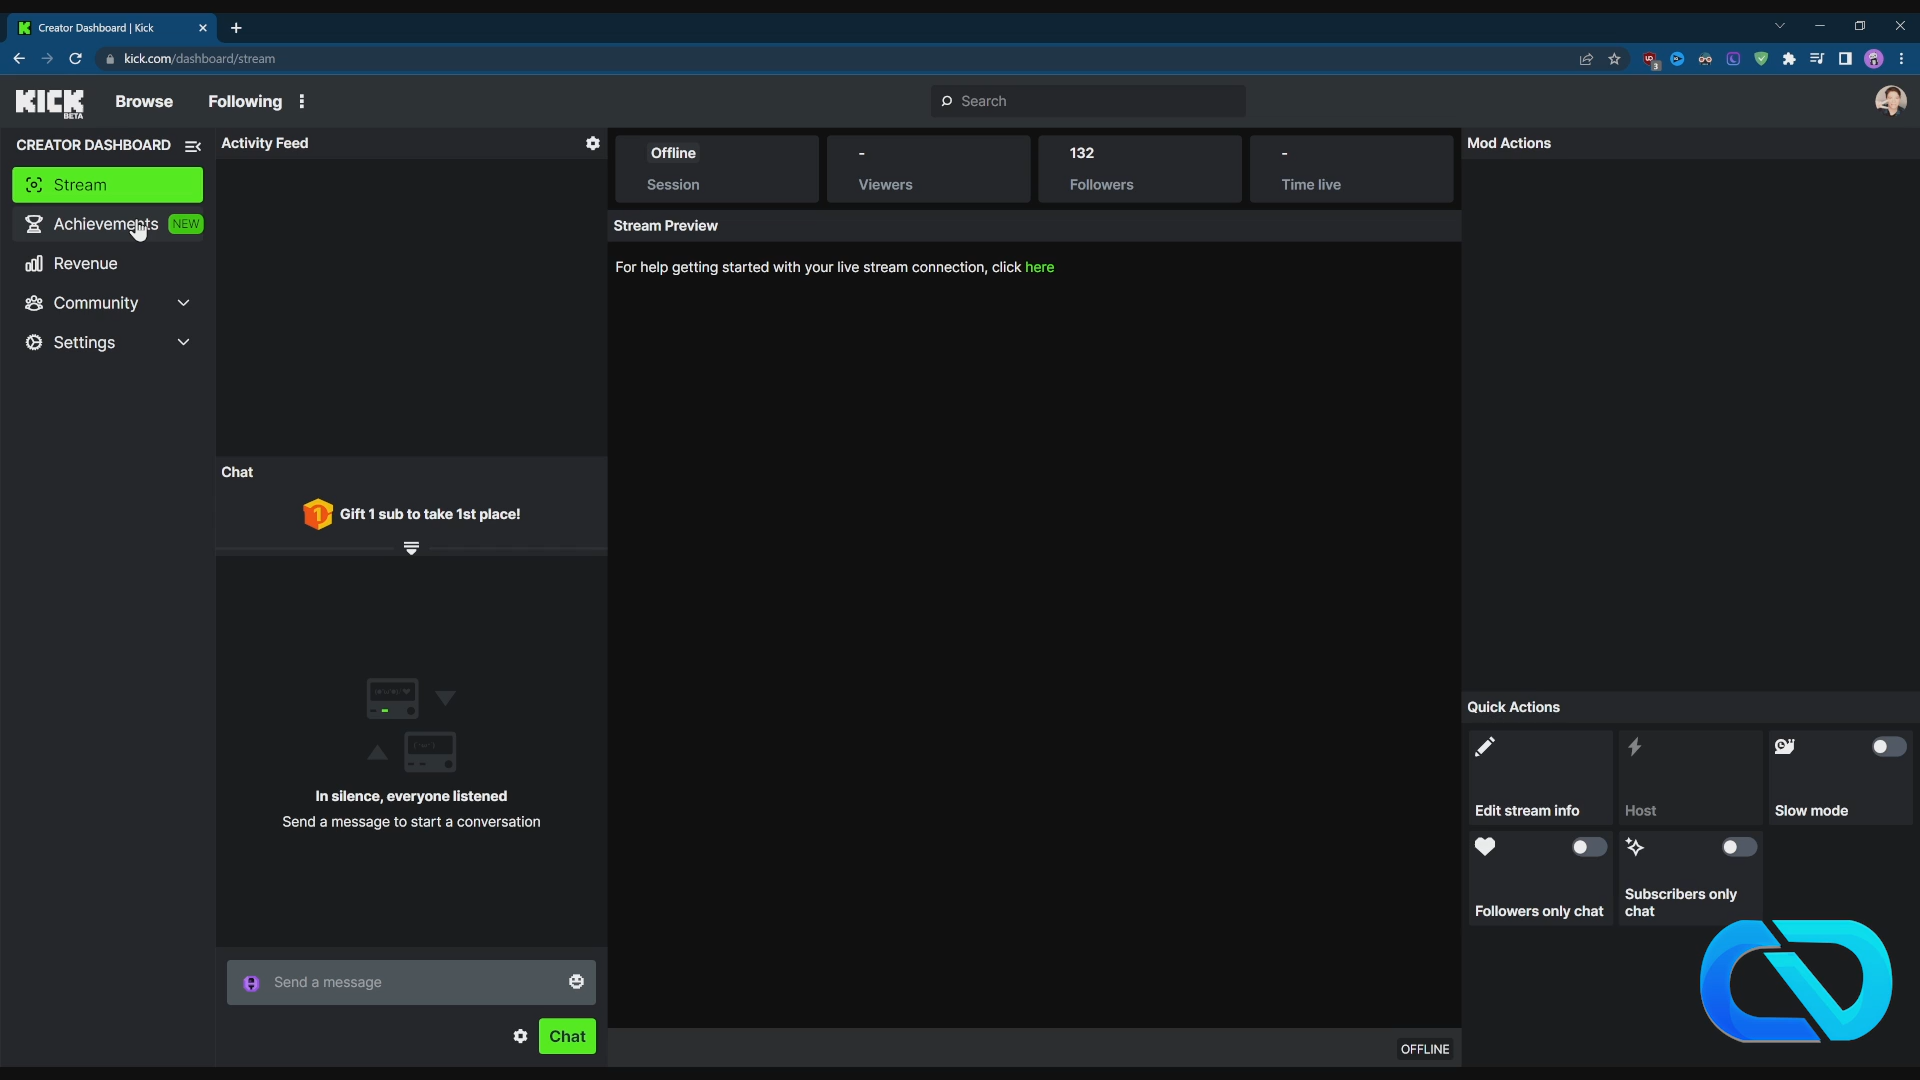 Creator Dashboard | Kick
kick.com/dashboard/stream
3
KICK
BETA
Browse
Following
Search
CREATOR DASHBOARD
Stream
Achievements
NEW
Revenue
Community
Settings
Activity Feed
Chat
1
Gift 1 sub to take 1st place!
In silence, everyone listened
Send a message to start a conversation
Send a message
Chat
Offline
Session
-
Viewers
132
Followers
-
Time live
Stream Preview
For help getting started with your live stream connection, click here
OFFLINE
Mod Actions
Quick Actions
Edit stream info
Host
Slow mode
Followers only chat
Subscribers only
chat